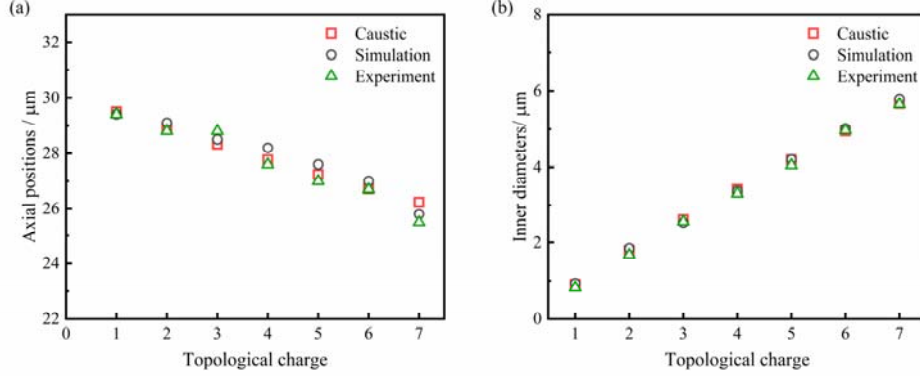 (a)
Axial positions / μm
32
30
28
26
24
22
Caustic
Simulation
Experiment
0 1 2 3 4 5 6 7
Topological charge
(b)
Inner diameters/ μm
8
6
4
2
0
Caustic
Simulation
Experiment
1 2 3 4 5 6 7
Topological charge